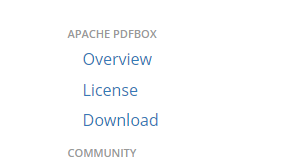 APACHE PDFBOX
Overview
License
Download
COMMUNITY